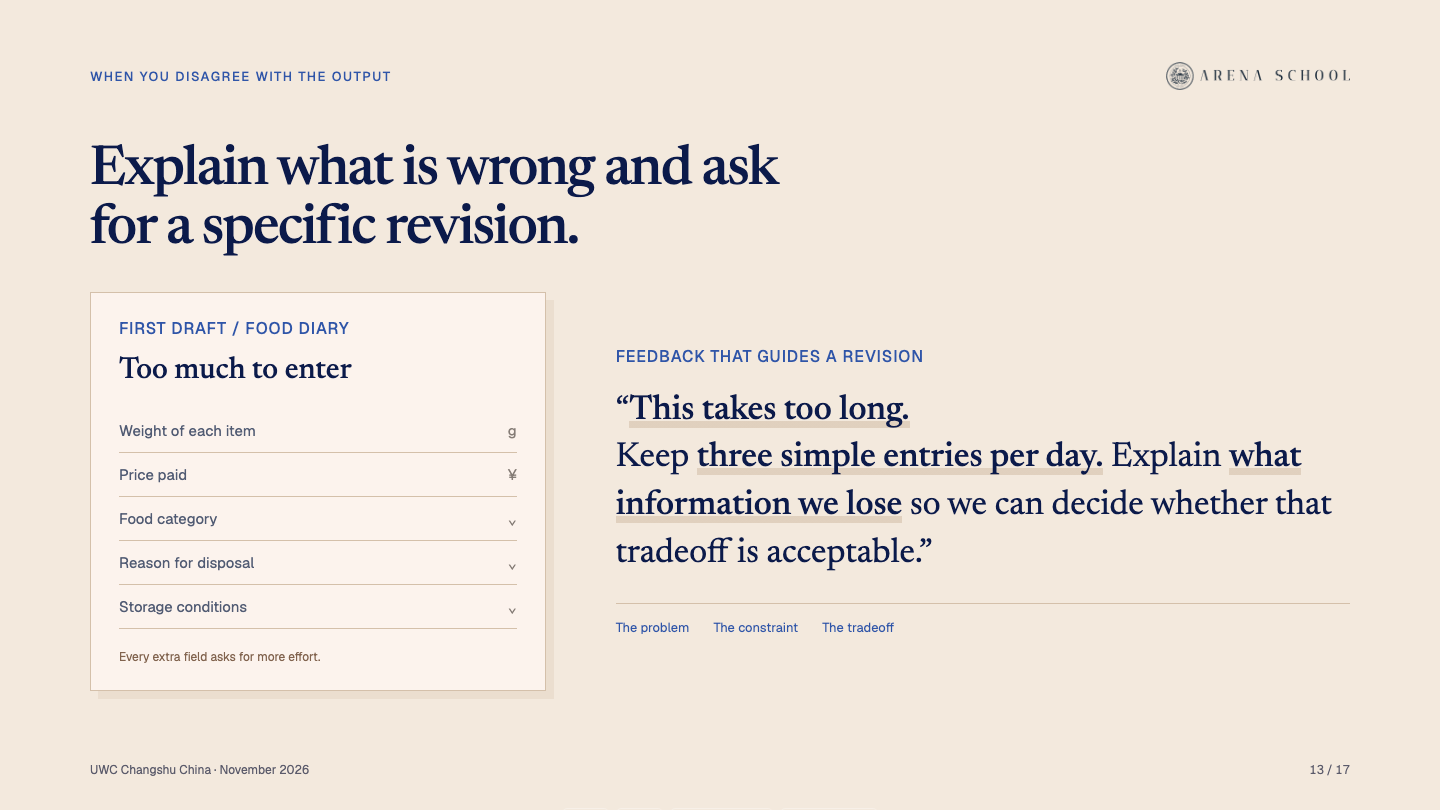 WHEN YOU DISAGREE WITH THE OUTPUT
ARENA SCHOOL
Explain what is wrong and ask
for a specific revision.
FIRST DRAFT / FOOD DIARY
Too much to enter
Weight of each item g
Price paid ¥
Food category v
Reason for disposal v
Storage conditions v
Every extra field asks for more effort.
FEEDBACK THAT GUIDES A REVISION
“This takes too long.
Keep three simple entries per day. Explain what
information we lose so we can decide whether that
tradeoff is acceptable.”
The problem The constraint The tradeoff
UWC Changshu China · November 2026
13 / 17